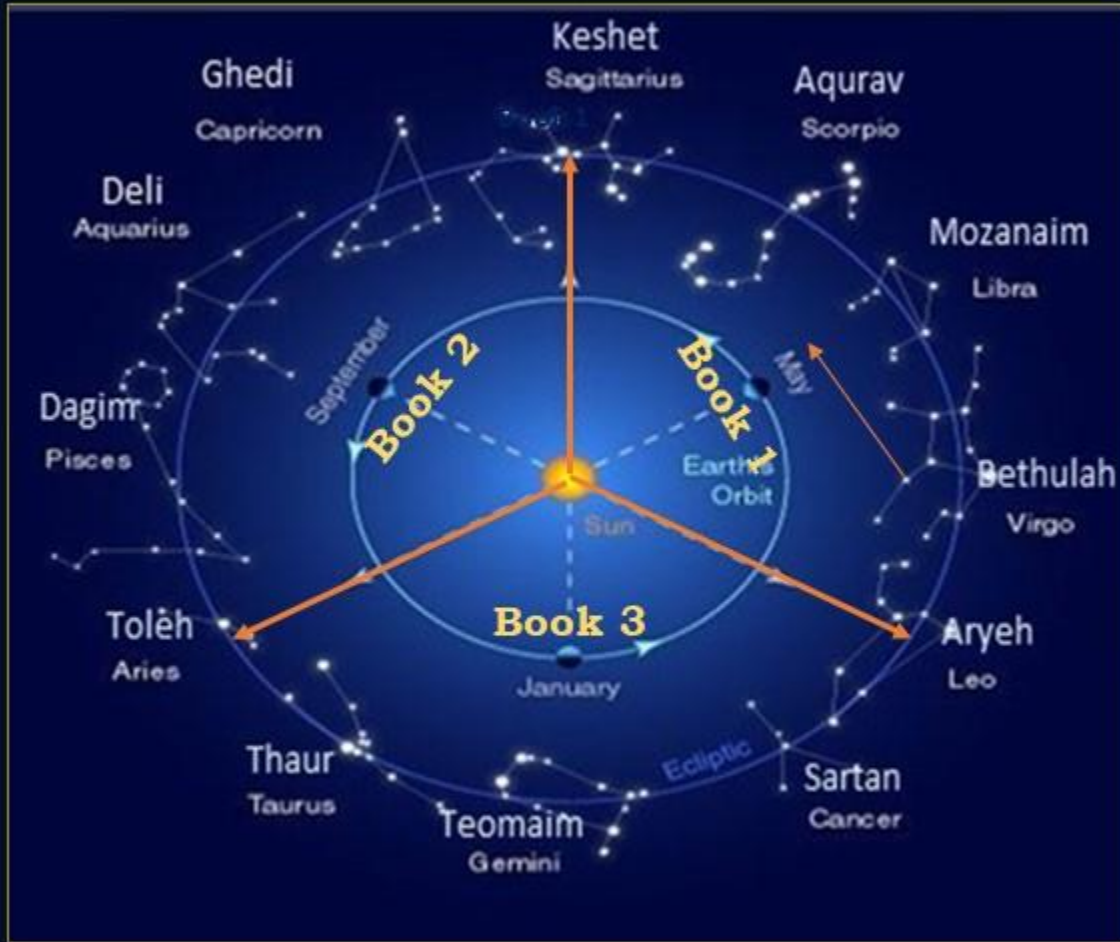 Keshet
Sagittarius
Ghedi
Capricorn
Aqurav
Scorpio
Deli
Aquarius
Mozanaim
Libra
September
Book 2
Book 1
May
Dagim
Pisces
Earth's
Orbit
Bethulah
Virgo
Sun
Toleh
Aries
Book 3
Aryeh
Leo
January
Thaur
Taurus
Ecliptic
Sartan
Cancer
Teomaim
Gemini